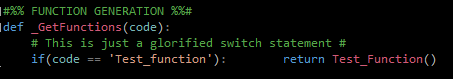 #%% FUNCTION GENERATION %%#
def _GetFunctions(code):
    # This is just a glorified switch statement #
    if(code == 'Test_function'):        return Test_Function()